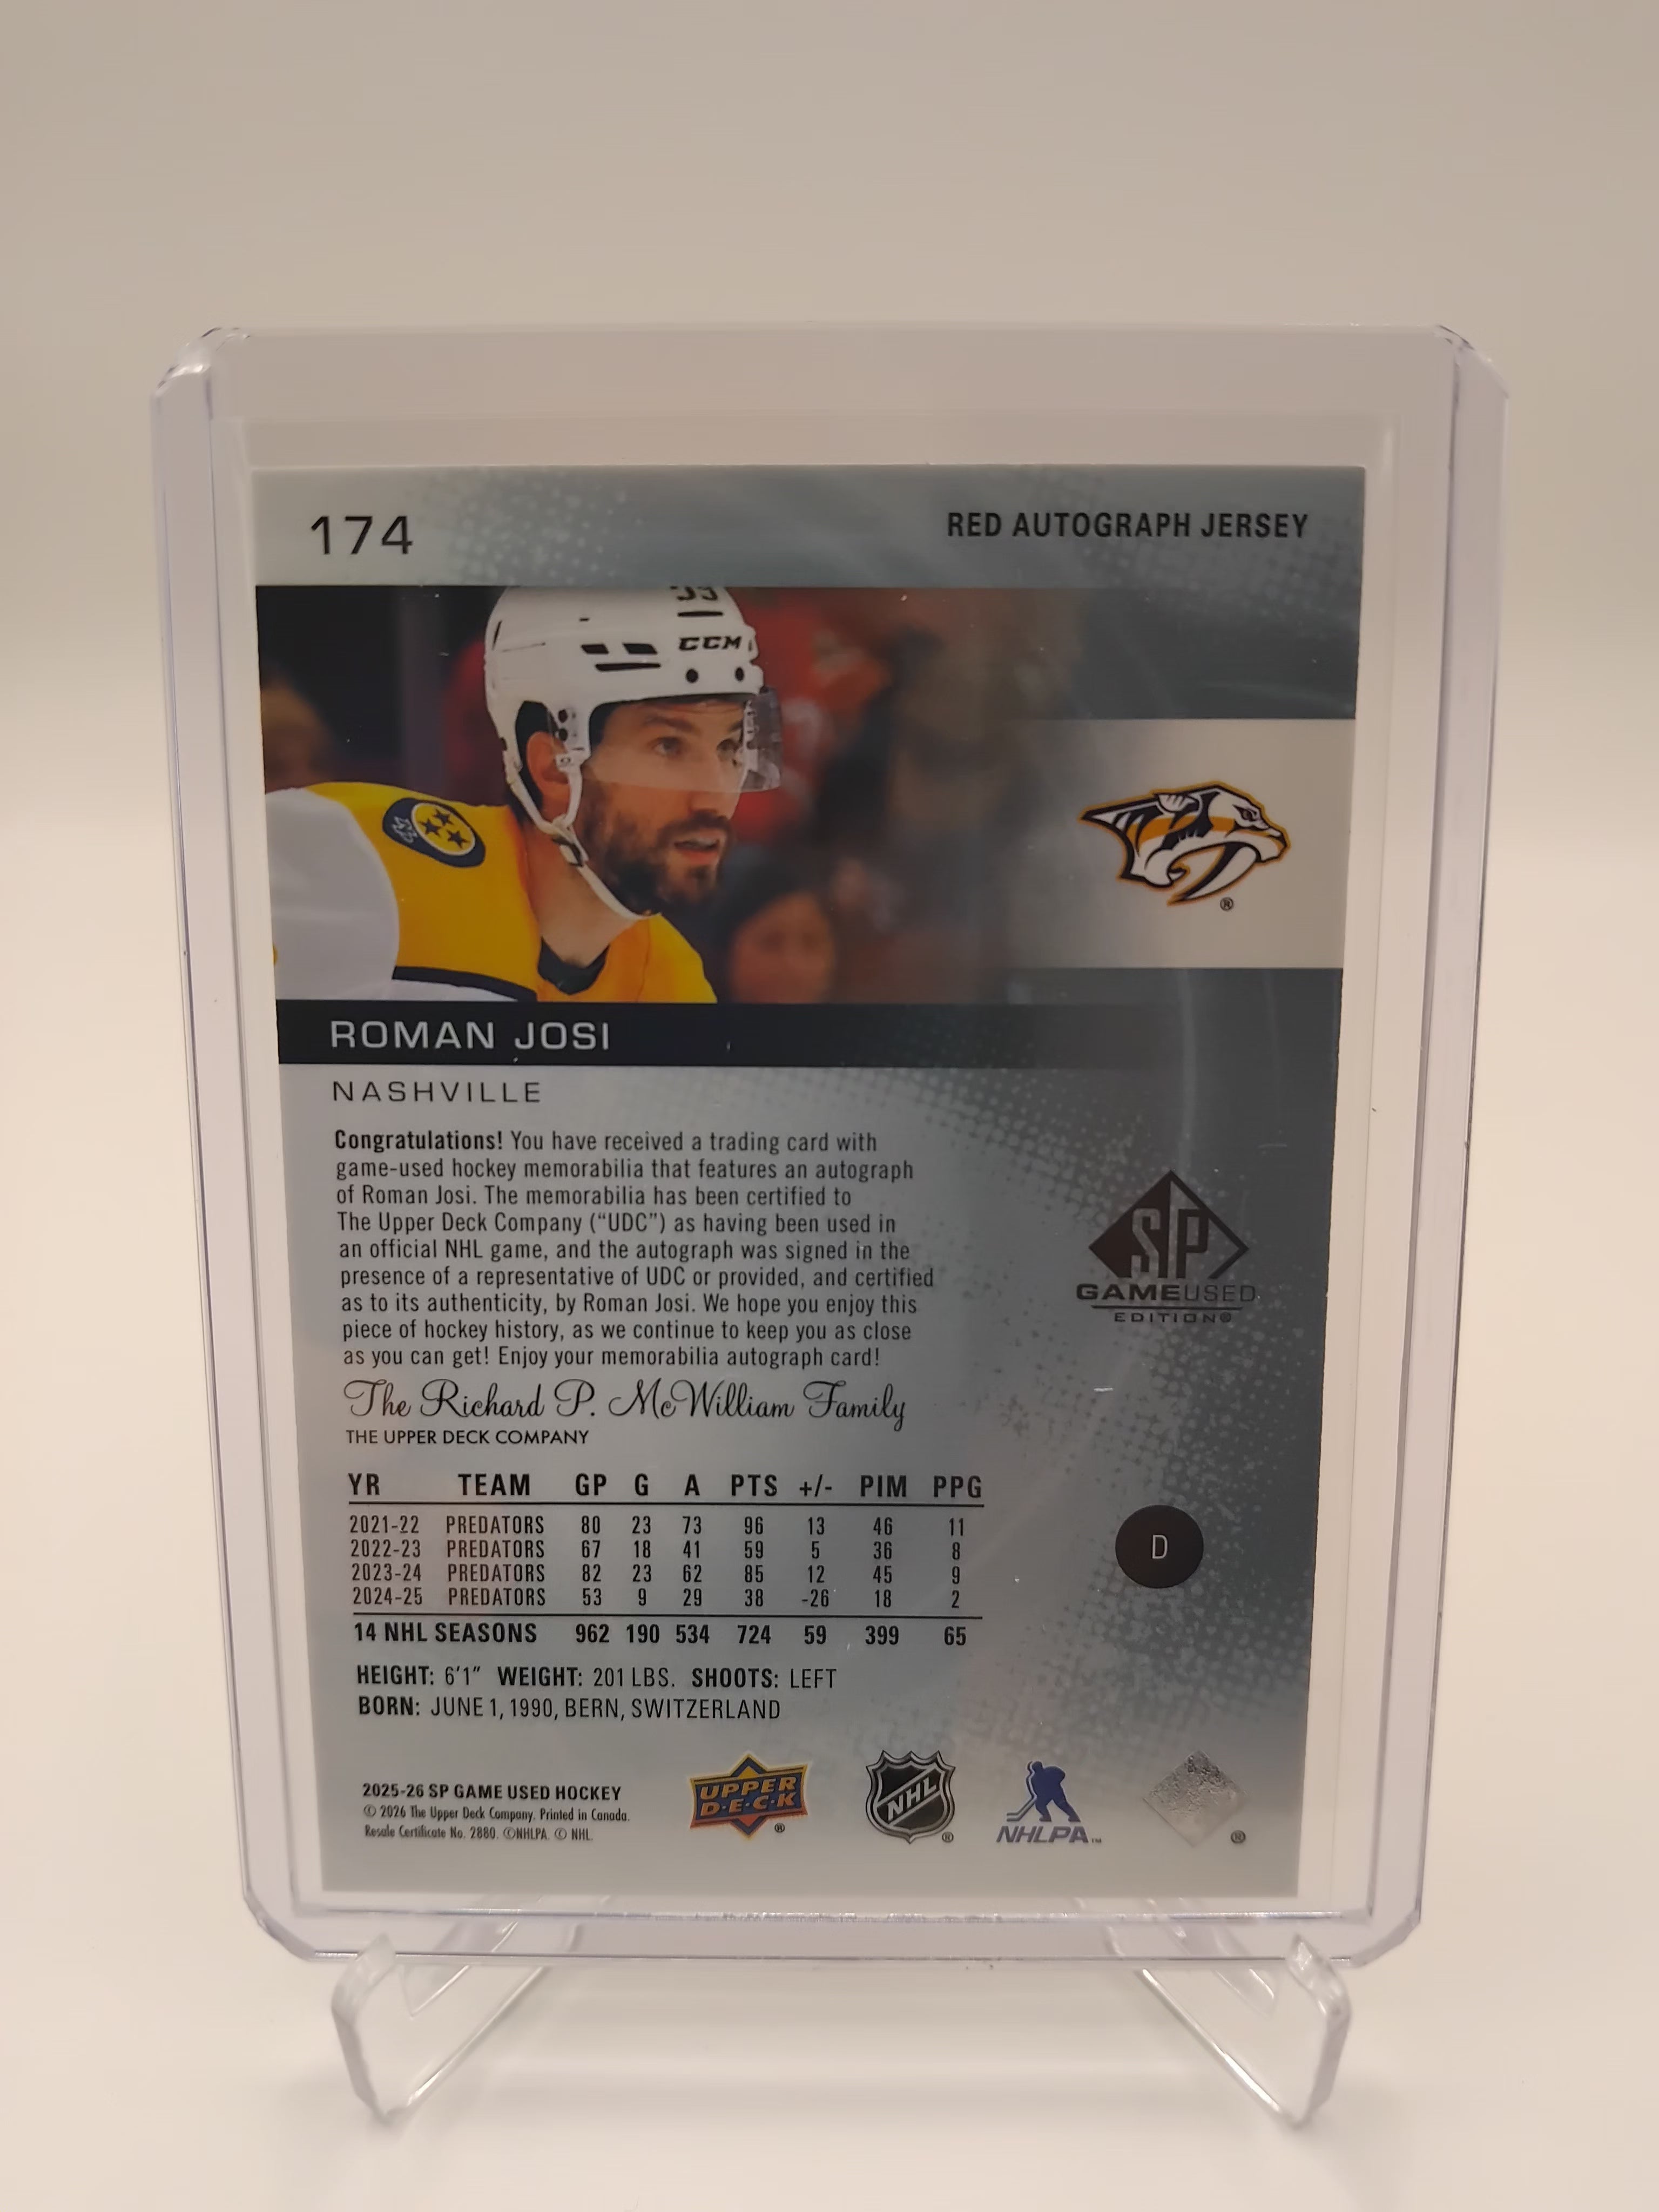 174
RED AUTOGRAPH JERSEY
CCM
ROMAN JOSI
NASHVILLE
Congratulations! You have received a trading card with
game-used hockey memorabilia that features an autograph
of Roman Josi. The memorabilia has been certified to
The Upper Deck Company (“UDC”) as having been used in
an official NHL game, and the autograph was signed in the
presence of a representative of UDC or provided, and certified
as to its authenticity, by Roman Josi. We hope you enjoy this
piece of hockey history, as we continue to keep you as close
as you can get! Enjoy your memorabilia autograph card!
The Richard P. McWilliam Family
THE UPPER DECK COMPANY
SP
GAMEUSED
EDITION®
YR TEAM GP G A PTS +/- PIM PPG
2021-22 PREDATORS 80 23 73 96 13 46 11
2022-23 PREDATORS 67 18 41 59 5 36 8
2023-24 PREDATORS 82 23 62 85 12 45 9
2024-25 PREDATORS 53 9 29 38 -26 18 2
14 NHL SEASONS 962 190 534 724 59 399 65
D
HEIGHT: 6'1" WEIGHT: 201 LBS. SHOOTS: LEFT
BORN: JUNE 1, 1990, BERN, SWITZERLAND
2025-26 SP GAME USED HOCKEY
© 2026 The Upper Deck Company. Printed in Canada.
Resale Certificate No. 2880. ©NHLPA © NHL.
UPPER
D·E·C·K
®
NHL
®
NHLPA™
®